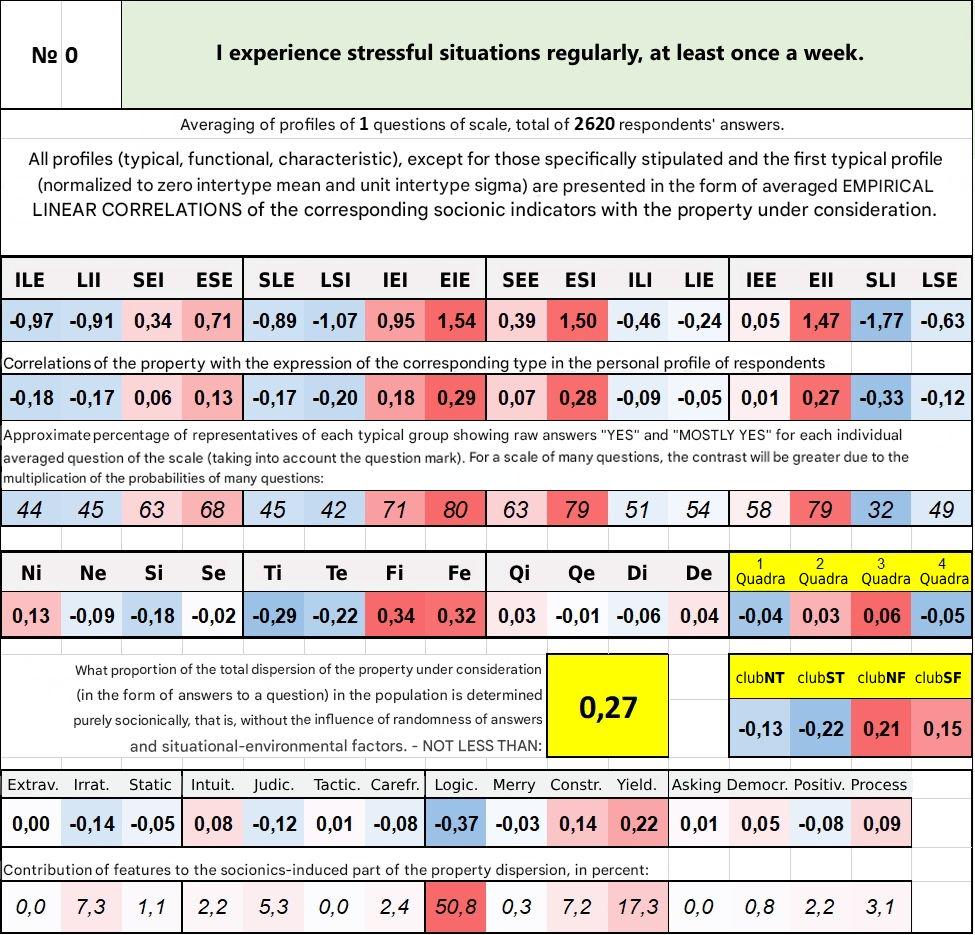 № 0
I experience stressful situations regularly, at least once a week.
Averaging of profiles of 1 questions of scale, total of 2620 respondents' answers.
All profiles (typical, functional, characteristic), except for those specifically stipulated and the first typical profile
(normalized to zero intertype mean and unit intertype sigma) are presented in the form of averaged EMPIRICAL
LINEAR CORRELATIONS of the corresponding socionic indicators with the property under consideration.
ILE LII SEI ESE SLE LSI IEI EIE SEE ESI ILI LIE IEE EII SLI LSE
-0,97 -0,91 0,34 0,71 -0,89 -1,07 0,95 1,54 0,39 1,50 -0,46 -0,24 0,05 1,47 -1,77 -0,63
Correlations of the property with the expression of the corresponding type in the personal profile of respondents
-0,18 -0,17 0,06 0,13 -0,17 -0,20 0,18 0,29 0,07 0,28 -0,09 -0,05 0,01 0,27 -0,33 -0,12
Approximate percentage of representatives of each typical group showing raw answers "YES" and "MOSTLY YES" for each individual
averaged question of the scale (taking into account the question mark). For a scale of many questions, the contrast will be greater due to the
multiplication of the probabilities of many questions:
44 45 63 68 45 42 71 80 63 79 51 54 58 79 32 49
Ni Ne Si Se Ti Te Fi Fe Qi Qe Di De 1 Quadra 2 Quadra 3 Quadra 4 Quadra
0,13 -0,09 -0,18 -0,02 -0,29 -0,22 0,34 0,32 0,03 -0,01 -0,06 0,04 -0,04 0,03 0,06 -0,05
What proportion of the total dispersion of the property under consideration
(in the form of answers to a question) in the population is determined
purely socionically, that is, without the influence of randomness of answers
and situational-environmental factors. - NOT LESS THAN:
0,27
clubNT clubST clubNF clubSF
-0,13 -0,22 0,21 0,15
Extrav. Irrat. Static Intuit. Judic. Tactic. Carefr. Logic. Merry Constr. Yield. Asking Democr. Positiv. Process
0,00 -0,14 -0,05 0,08 -0,12 0,01 -0,08 -0,37 -0,03 0,14 0,22 0,01 0,05 -0,08 0,09
Contribution of features to the socionics-induced part of the property dispersion, in percent:
0,0 7,3 1,1 2,2 5,3 0,0 2,4 50,8 0,3 7,2 17,3 0,0 0,8 2,2 3,1